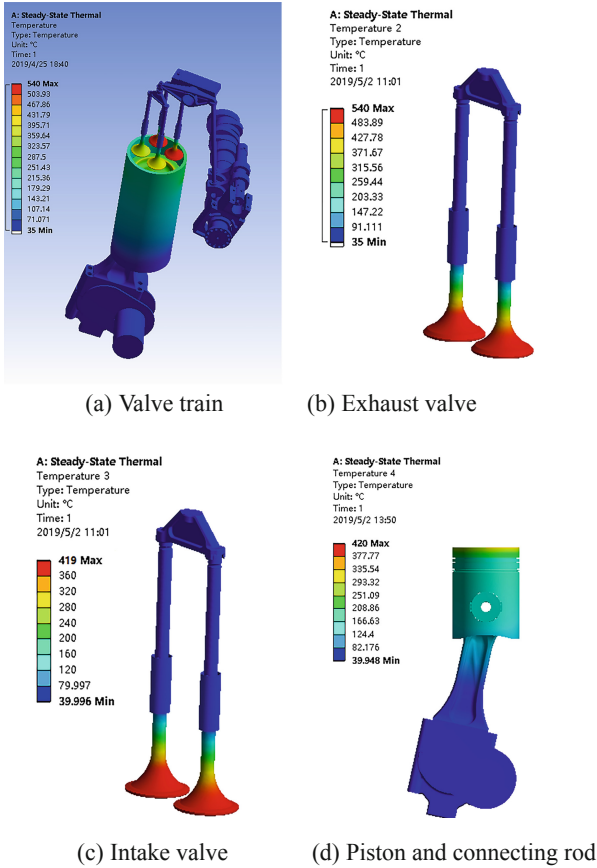 A: Steady-State Thermal
Temperature
Type: Temperature
Unit: °C
Time: 1
2019/4/25 18:40
540 Max
503.93
467.86
431.79
395.71
359.64
323.57
287.5
251.43
215.36
179.29
143.21
107.14
71.071
35 Min
(a) Valve train
A: Steady-State Thermal
Temperature 2
Type: Temperature
Unit: °C
Time: 1
2019/5/2 11:01
540 Max
483.89
427.78
371.67
315.56
259.44
203.33
147.22
91.111
35 Min
(b) Exhaust valve
A: Steady-State Thermal
Temperature 3
Type: Temperature
Unit: °C
Time: 1
2019/5/2 11:01
419 Max
360
320
280
240
200
160
120
79.997
39.996 Min
(c) Intake valve
A: Steady-State Thermal
Temperature 4
Type: Temperature
Unit: °C
Time: 1
2019/5/2 13:50
420 Max
377.77
335.54
293.32
251.09
208.86
166.63
124.4
82.176
39.948 Min
(d) Piston and connecting rod